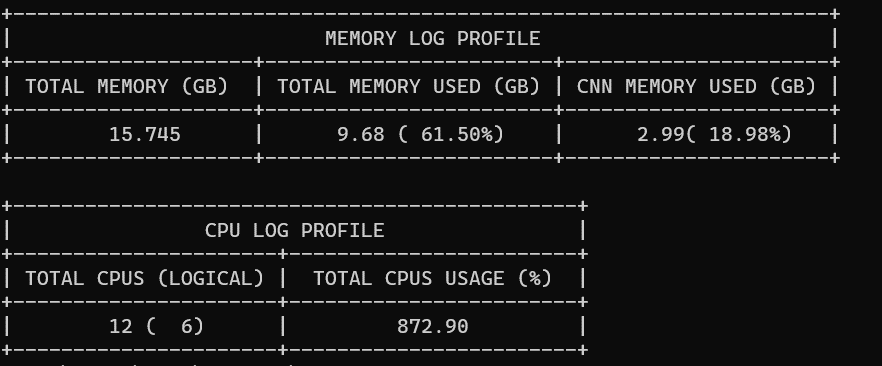 MEMORY LOG PROFILE
TOTAL MEMORY (GB) | TOTAL MEMORY USED (GB) | CNN MEMORY USED (GB)
15.745 | 9.68 ( 61.50%) | 2.99( 18.98%)
CPU LOG PROFILE
TOTAL CPUS (LOGICAL) | TOTAL CPUS USAGE (%)
12 (  6) | 872.90